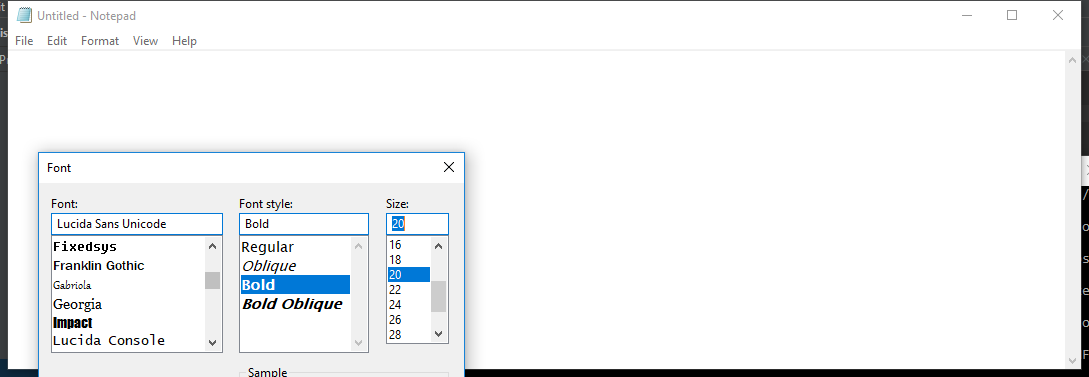 Untitled - Notepad
File Edit Format View Help
Font
Font: Font style: Size:
Lucida Sans Unicode Bold 20
Fixedsys Regular 16
Franklin Gothic Oblique 18
Gabriola Bold 20
Georgia Bold Oblique 22
Impact 24
Lucida Console 26
28
Sample